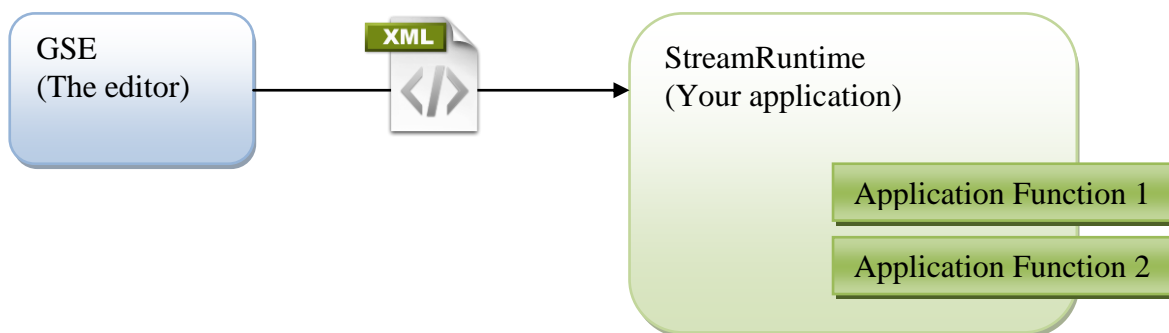 GSE
(The editor)
XML
</>
StreamRuntime
(Your application)
Application Function 1
Application Function 2